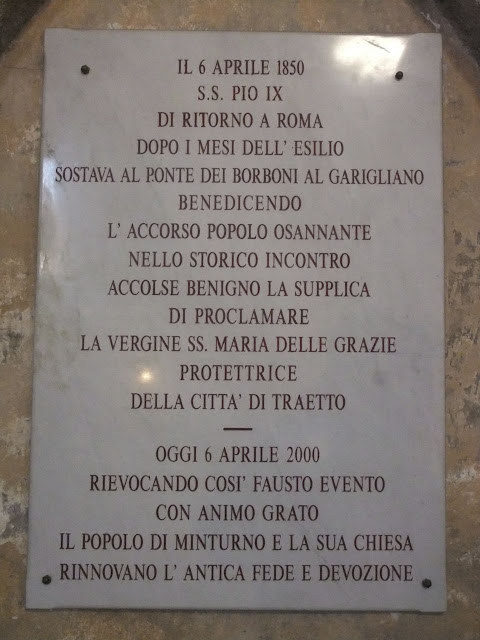 IL 6 APRILE 1850
S.S. PIO IX
DI RITORNO A ROMA
DOPO I MESI DELL' ESILIO
SOSTAVA AL PONTE DEI BORBONI AL GARIGLIANO
BENEDICENDO
L' ACCORSO POPOLO OSANNANTE
NELLO STORICO INCONTRO
ACCOLSE BENIGNO LA SUPPLICA
DI PROCLAMARE
LA VERGINE SS. MARIA DELLE GRAZIE
PROTETTRICE
DELLA CITTA' DI TRAETTO
—
OGGI 6 APRILE 2000
RIEVOCANDO COSI' FAUSTO EVENTO
CON ANIMO GRATO
IL POPOLO DI MINTURNO E LA SUA CHIESA
RINNOVANO L' ANTICA FEDE E DEVOZIONE